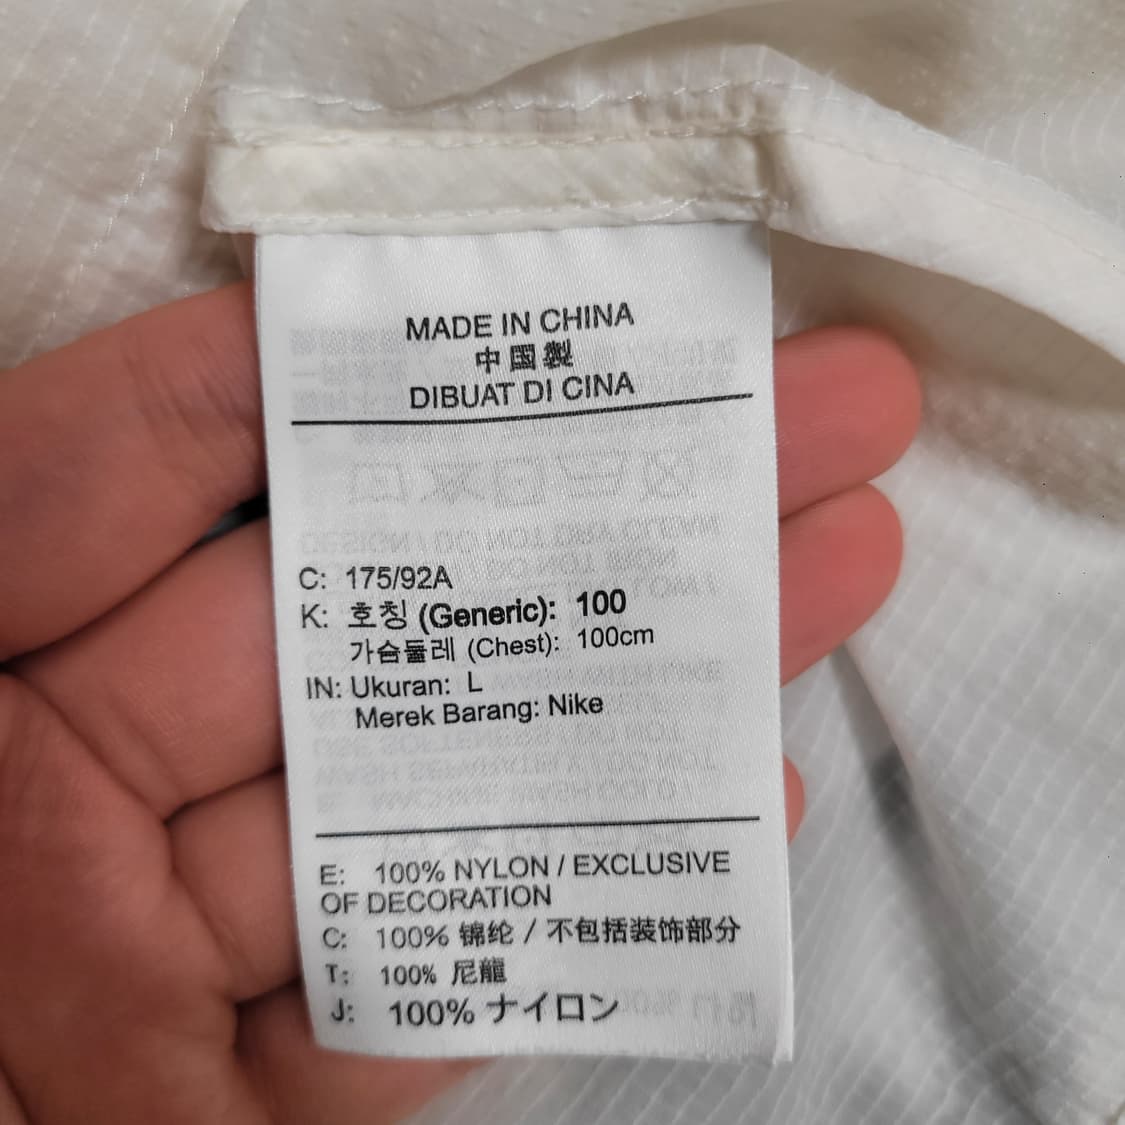 MADE IN CHINA
中国製
DIBUAT DI CINA
C: 175/92A
K: 호칭 (Generic): 100
가슴둘레 (Chest): 100cm
IN: Ukuran: L
Merek Barang: Nike
E: 100% NYLON / EXCLUSIVE
OF DECORATION
C: 100% 锦纶 / 不包括装饰部分
T: 100% 尼龍
J: 100% ナイロン